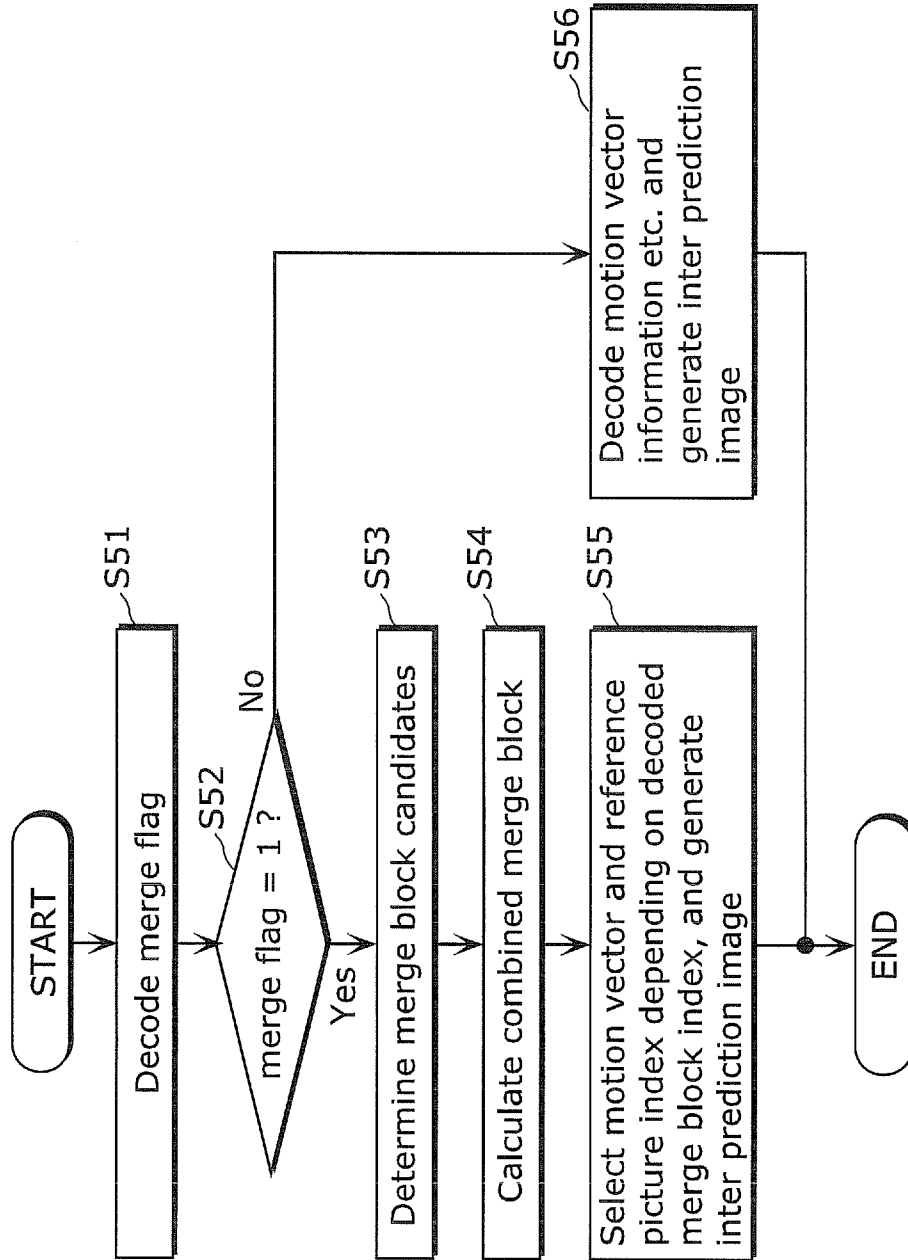 START
S51
Decode merge flag
S52
merge flag = 1 ?
No
Yes
S53
Determine merge block candidates
S54
Calculate combined merge block
S55
Select motion vector and reference
picture index depending on decoded
merge block index, and generate
inter prediction image
S56
Decode motion vector
information etc. and
generate inter prediction
image
END